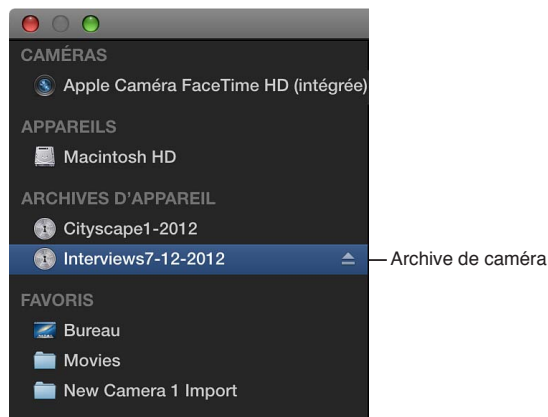 CAMÉRAS
Apple Caméra FaceTime HD (intégrée)
APPAREILS
Macintosh HD
ARCHIVES D’APPAREIL
Cityscape1-2012
Interviews7-12-2012
Archive de caméra
FAVORIS
Bureau
Movies
New Camera 1 Import